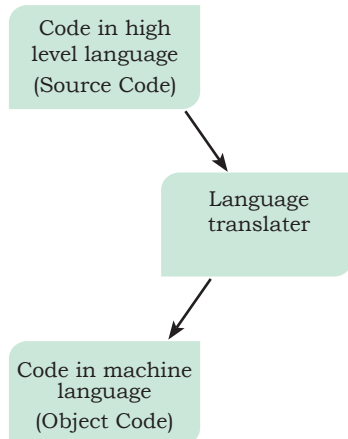 Code in high
level language
(Source Code)
Language
translater
Code in machine
language
(Object Code)